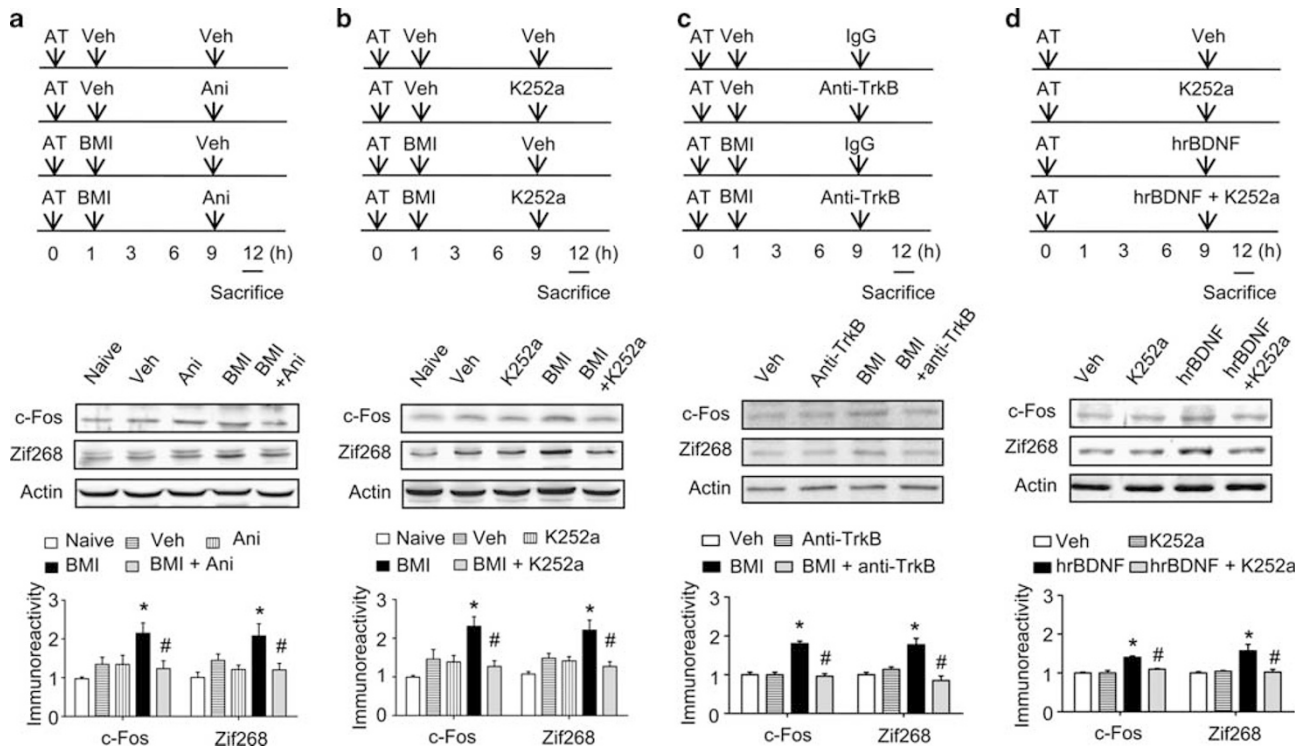 a
AT Veh Veh
AT Veh Ani
AT BMI Veh
AT BMI Ani
0 1 3 6 9 12 (h)
Sacrifice
Naive Veh Ani BMI BMI +Ani
c-Fos
Zif268
Actin
Naive Veh Ani
BMI BMI + Ani
Immunoreactivity
3
2
1
0
* # * #
c-Fos Zif268
b
AT Veh Veh
AT Veh K252a
AT BMI Veh
AT BMI K252a
0 1 3 6 9 12 (h)
Sacrifice
Naive Veh K252a BMI BMI +K252a
c-Fos
Zif268
Actin
Naive Veh K252a
BMI BMI + K252a
Immunoreactivity
3
2
1
0
* # * #
c-Fos Zif268
c
AT Veh IgG
AT Veh Anti-TrkB
AT BMI IgG
AT BMI Anti-TrkB
0 1 3 6 9 12 (h)
Sacrifice
Veh Anti-TrkB BMI BMI +anti-TrkB
c-Fos
Zif268
Actin
Veh Anti-TrkB
BMI BMI + anti-TrkB
Immunoreactivity
3
2
1
0
* # * #
c-Fos Zif268
d
AT Veh
AT K252a
AT hrBDNF
AT hrBDNF + K252a
0 1 3 6 9 12 (h)
Sacrifice
Veh K252a hrBDNF hrBDNF +K252a
c-Fos
Zif268
Actin
Veh K252a
hrBDNF hrBDNF + K252a
Immunoreactivity
3
2
1
0
* # * #
c-Fos Zif268